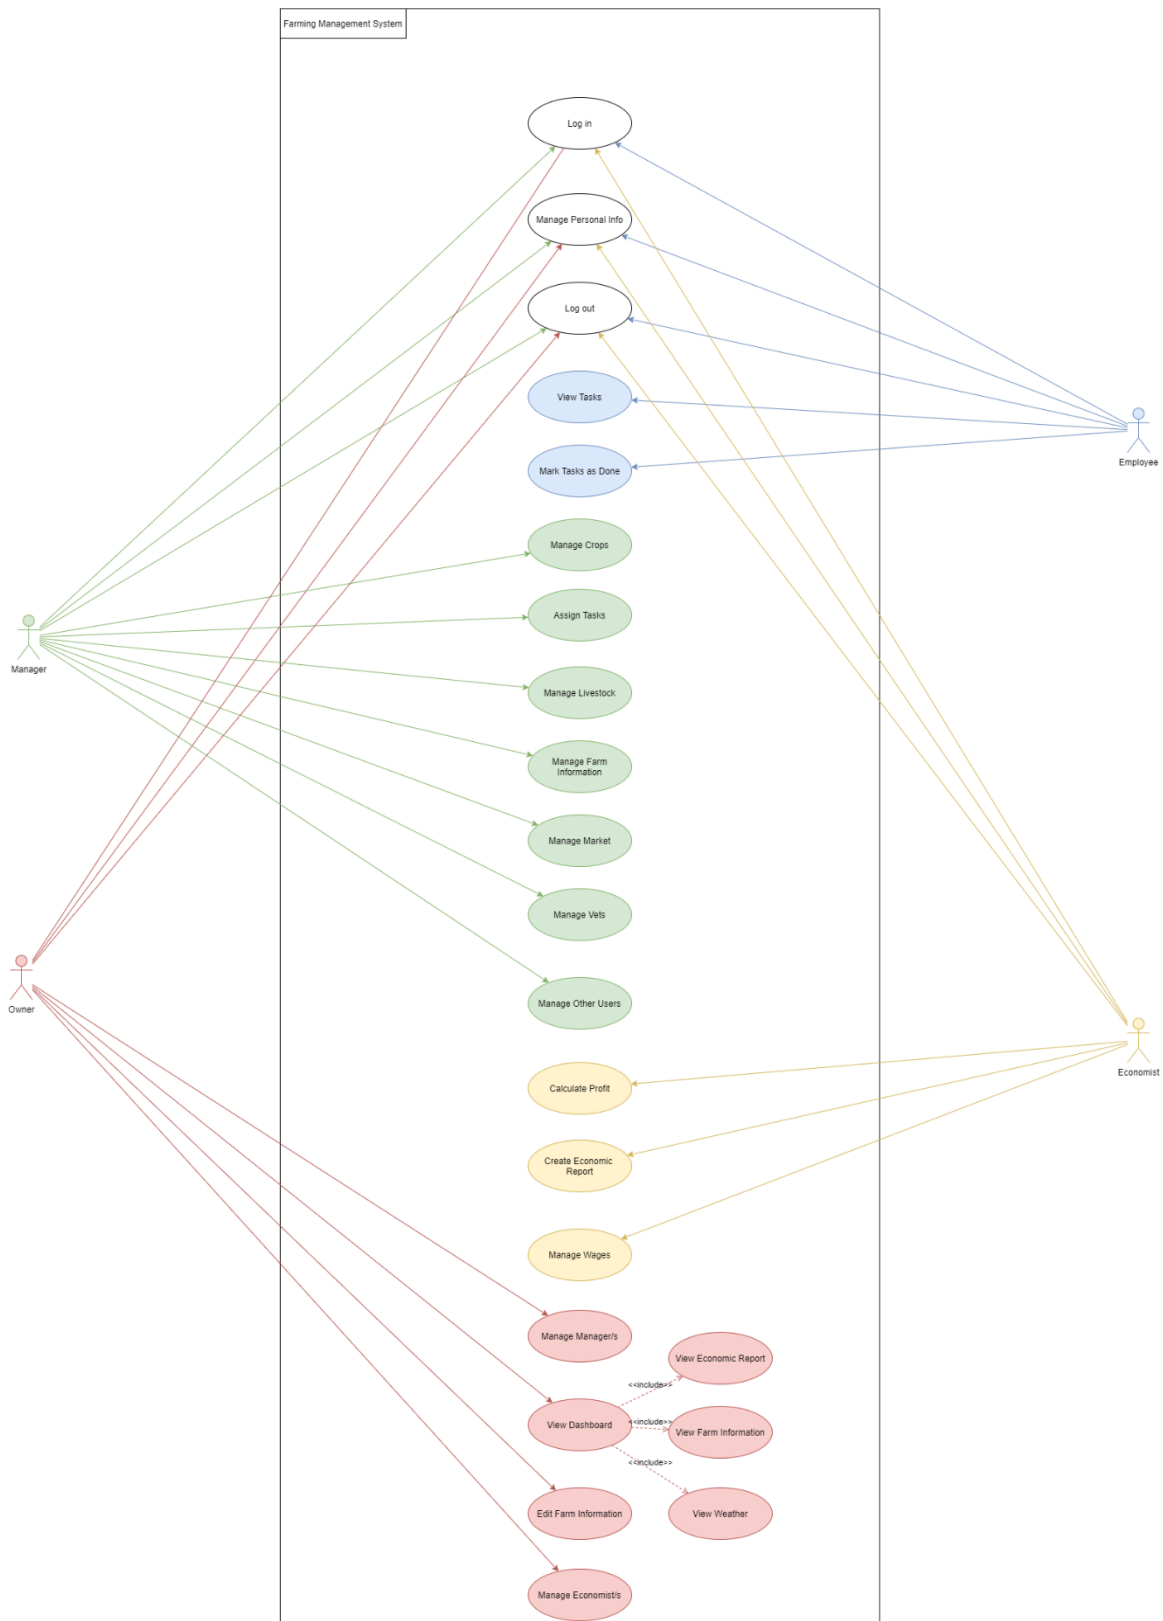 Farming Management System
Log in
Manage Personal Info
Log out
View Tasks
Mark Tasks as Done
Employee
Manage Crops
Assign Tasks
Manager
Manage Livestock
Manage Farm
Information
Manage Market
Manage Vets
Owner
Manage Other Users
Economist
Calculate Profit
Create Economic
Report
Manage Wages
Manage Manager/s
View Economic Report
<<include>>
View Dashboard
<<include>>
View Farm Information
<<include>>
Edit Farm Information
View Weather
Manage Economist/s